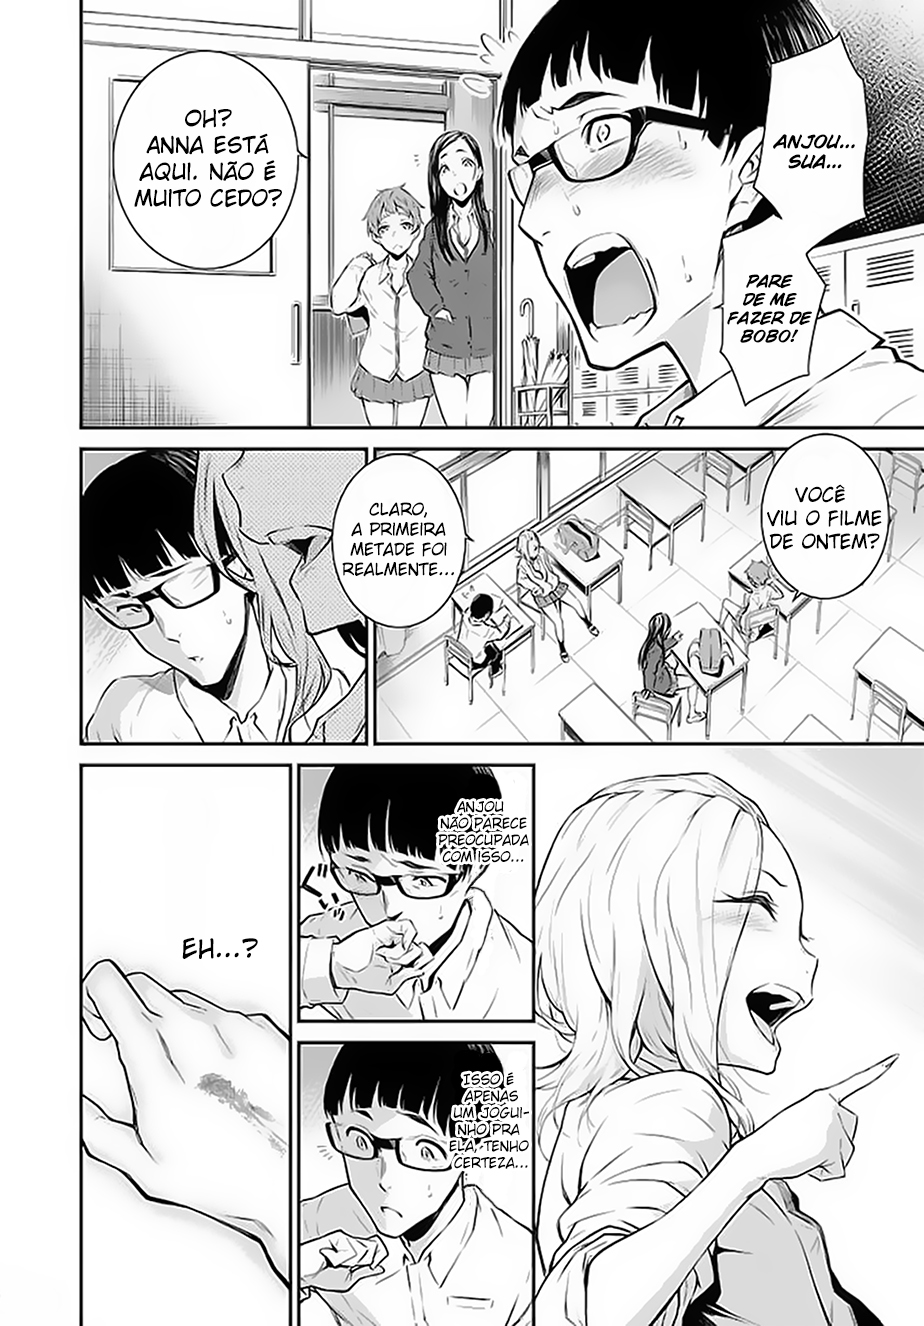 ANJOU...
SUA...
PARE
DE ME
FAZER DE
BOBO!
OH?
ANNA ESTÁ
AQUI. NÃO É
MUITO CEDO?
VOCÊ
VIU O FILME
DE ONTEM?
CLARO,
A PRIMEIRA
METADE FOI
REALMENTE...
ANJOU
NÃO PARECE
PREOCUPADA
COM ISSO...
ISSO É
APENAS
UM JOGUI-
NHO PRA
ELA, TENHO
CERTEZA...
EH...?